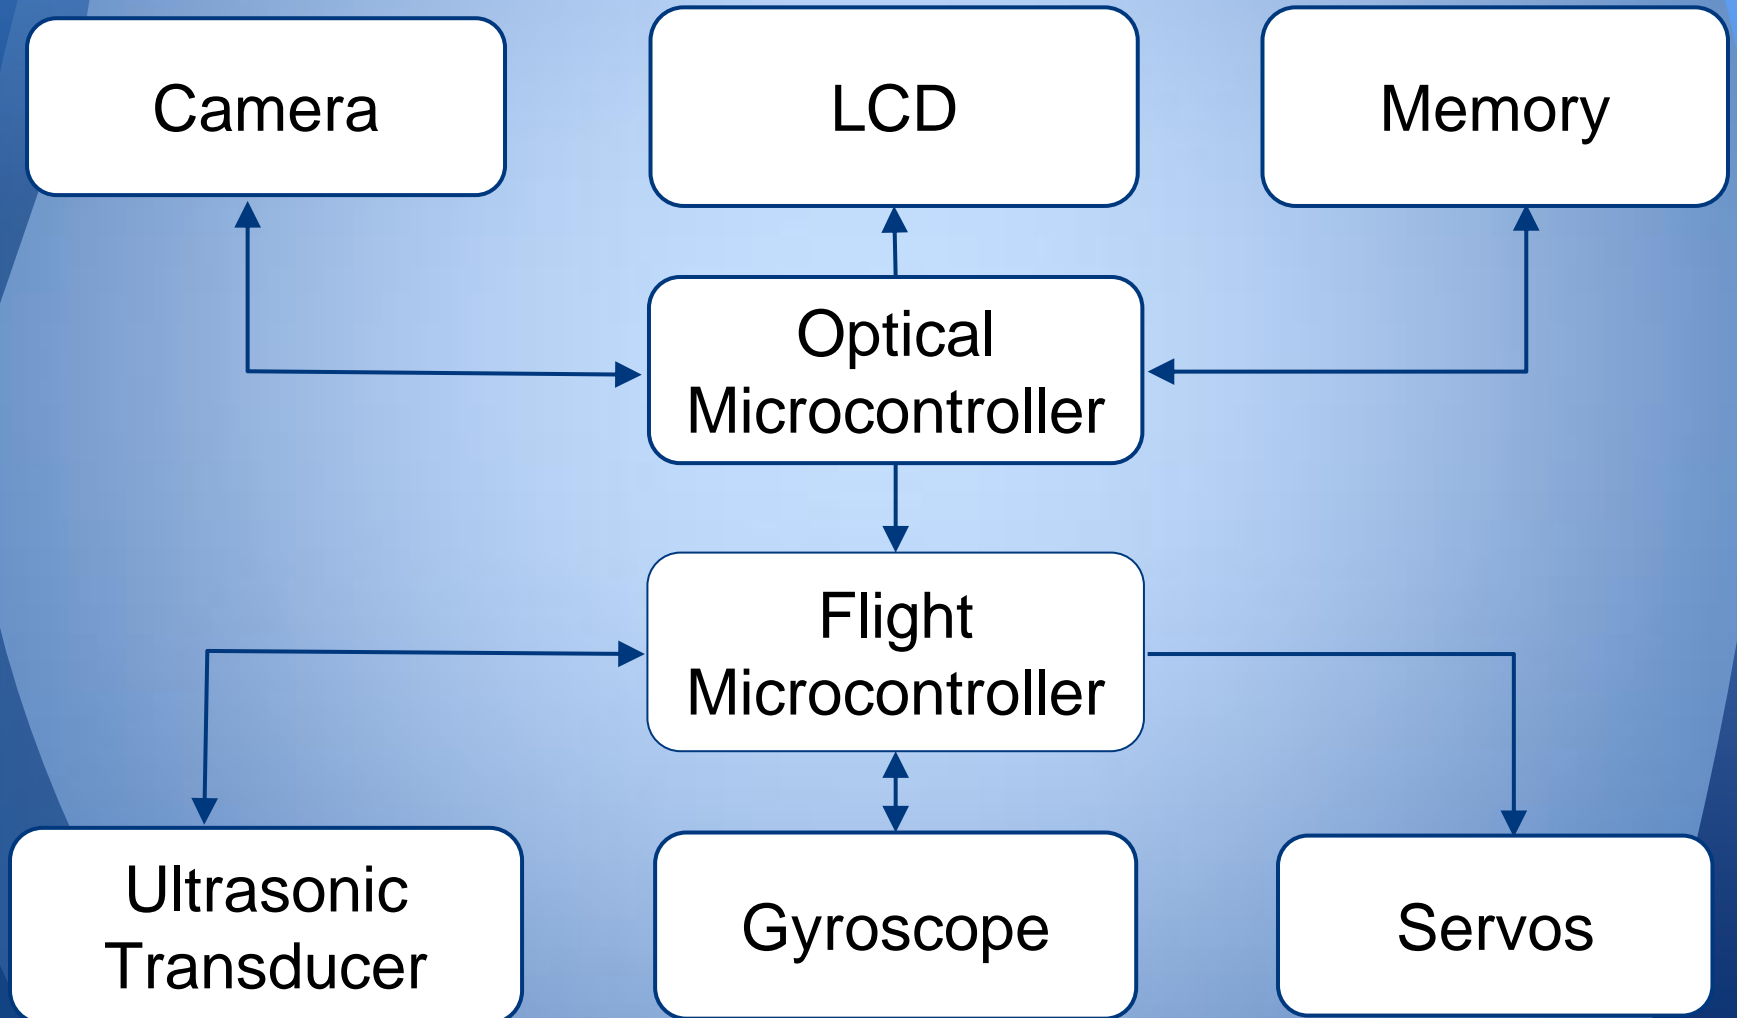 Camera
LCD
Memory
Optical
Microcontroller
Flight
Microcontroller
Ultrasonic
Transducer
Gyroscope
Servos